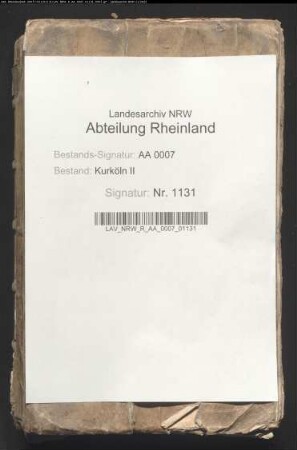 Landesarchiv NRW
Abteilung Rheinland
Bestands-Signatur: AA 0007
Bestand: Kurköln II
Signatur: Nr. 1131
LAV_NRW_R_AA_0007_01131